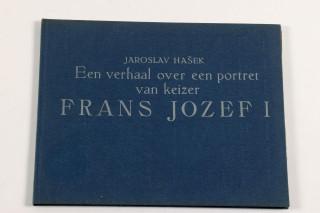 JAROSLAV HAŠEK
Een verhaal over een portret
van keizer
FRANS JOZEF I